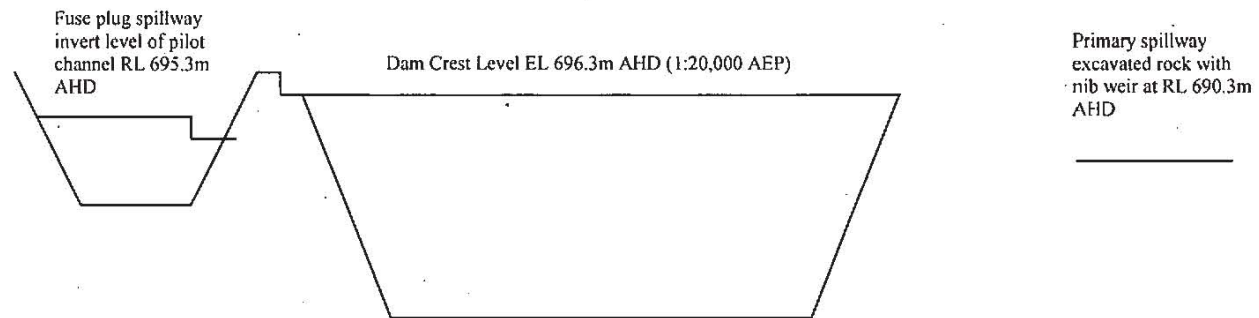 Fuse plug spillway
invert level of pilot
channel RL 695.3m
AHD
Dam Crest Level EL 696.3m AHD (1:20,000 AEP)
Primary spillway
excavated rock with
nib weir at RL 690.3m
AHD